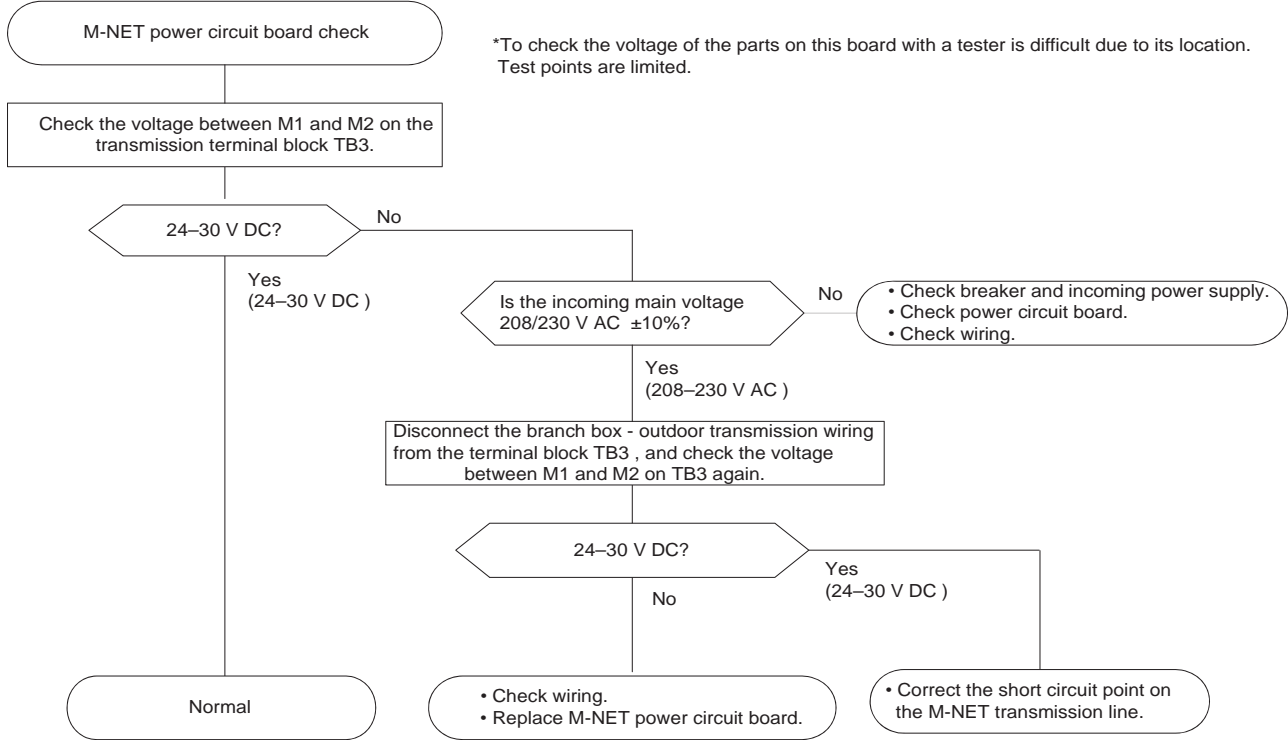 M-NET power circuit board check
*To check the voltage of the parts on this board with a tester is difficult due to its location.
Test points are limited.
Check the voltage between M1 and M2 on the
transmission terminal block TB3.
24–30 V DC?
No
Yes
(24–30 V DC )
Is the incoming main voltage
208/230 V AC ±10%?
No
• Check breaker and incoming power supply.
• Check power circuit board.
• Check wiring.
Yes
(208–230 V AC )
Disconnect the branch box - outdoor transmission wiring
from the terminal block TB3 , and check the voltage
between M1 and M2 on TB3 again.
24–30 V DC?
Yes
(24–30 V DC )
No
Normal
• Check wiring.
• Replace M-NET power circuit board.
• Correct the short circuit point on
the M-NET transmission line.